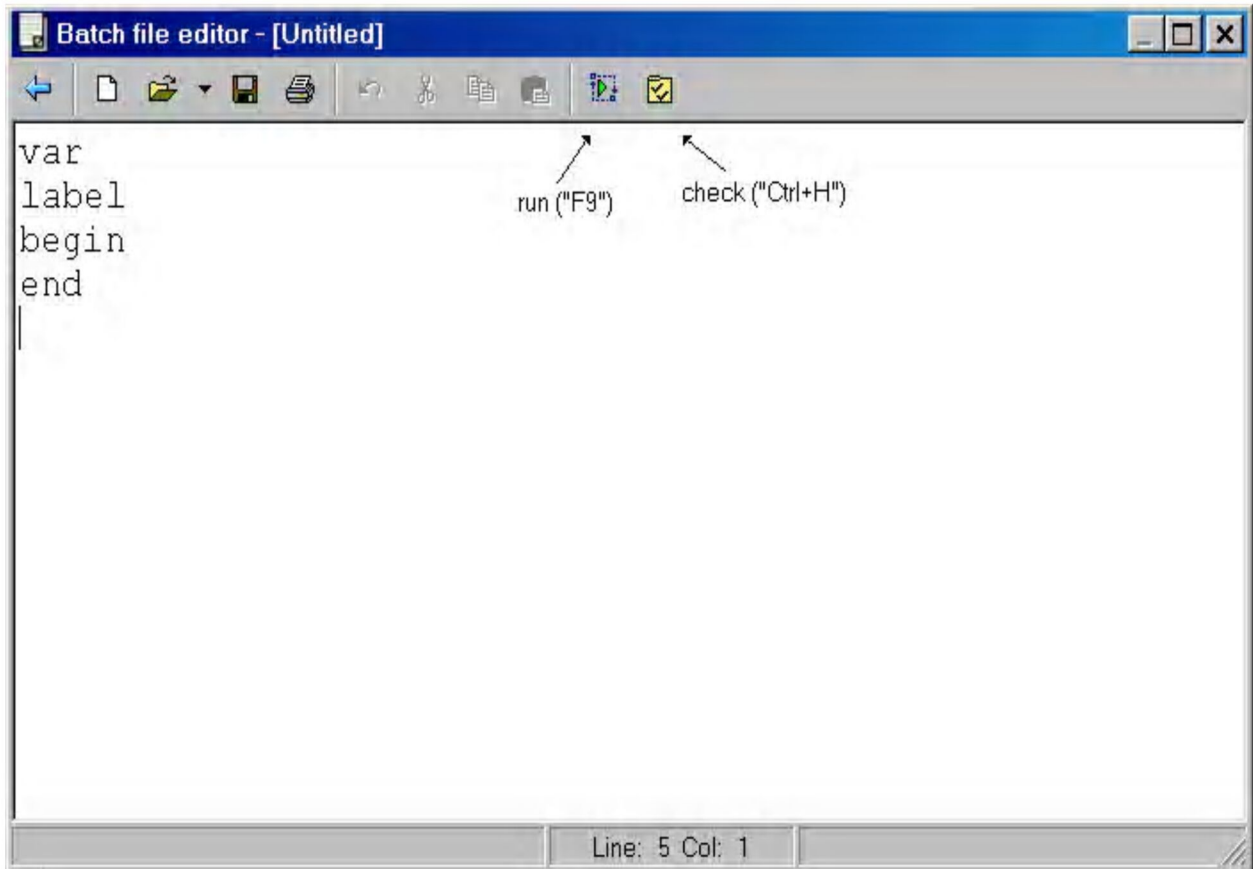 Batch file editor - [Untitled]
var
label
begin
end
run ("F9")
check ("Ctrl+H")
Line: 5 Col: 1